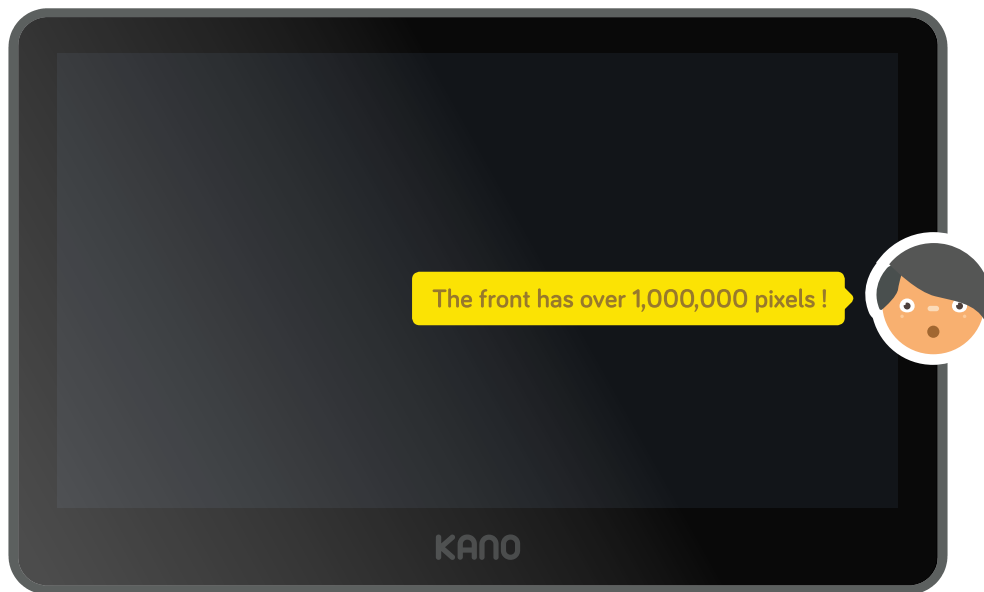 The front has over 1,000,000 pixels !
KANO